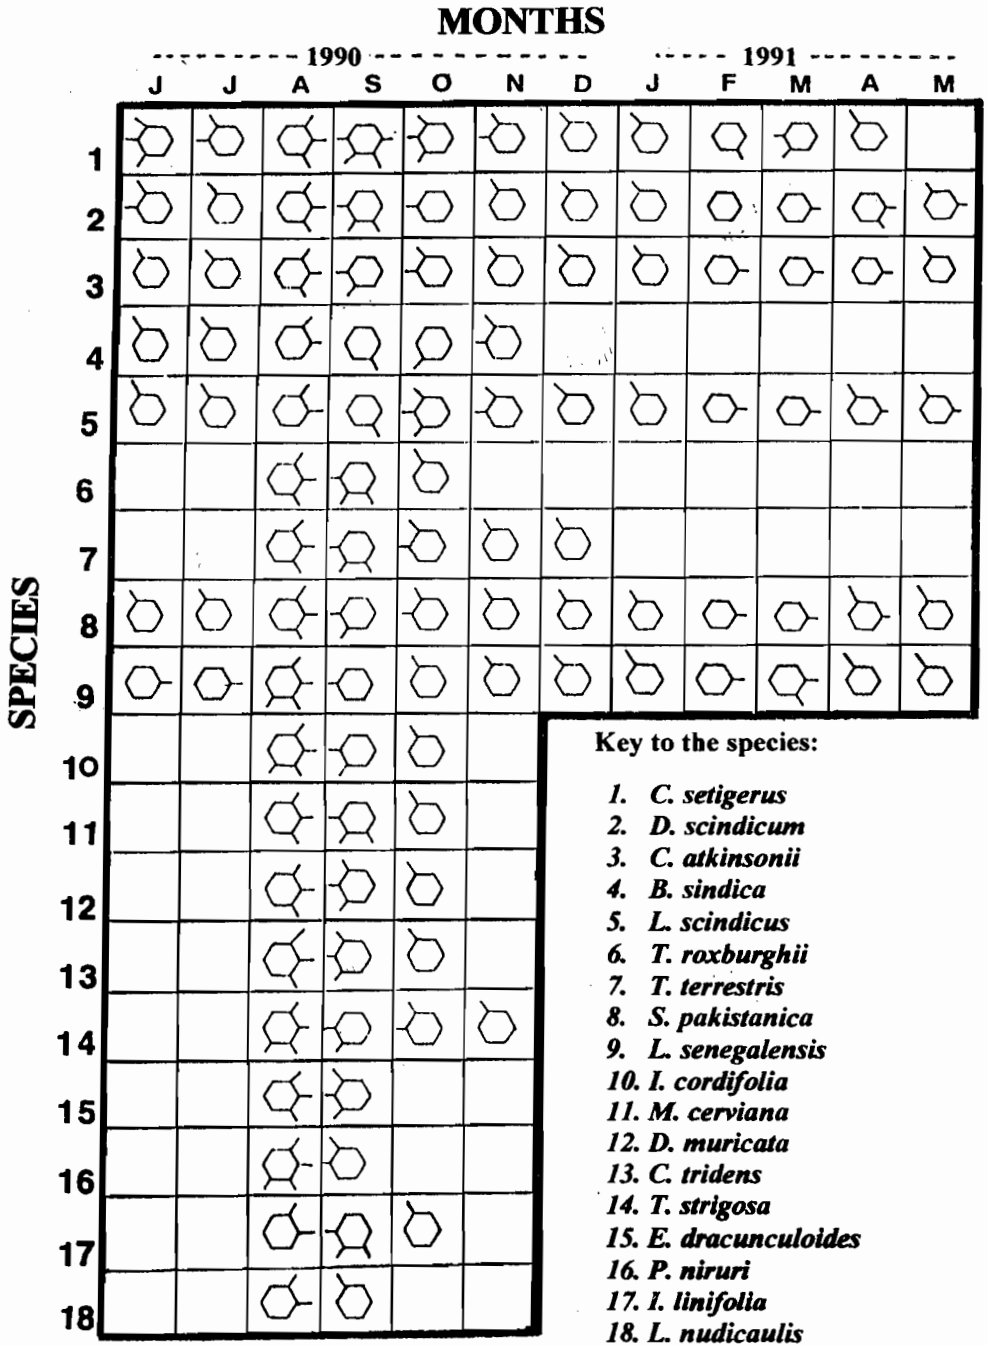 MONTHS
1990 1991
J J A S O N D J F M A M
SPECIES
1
2
3
4
5
6
7
8
9
10
11
12
13
14
15
16
17
18
Key to the species:
1. C. setigerus
2. D. scindicum
3. C. atkinsonii
4. B. sindica
5. L. scindicus
6. T. roxburghii
7. T. terrestris
8. S. pakistanica
9. L. senegalensis
10. I. cordifolia
11. M. cerviana
12. D. muricata
13. C. tridens
14. T. strigosa
15. E. dracunculoides
16. P. niruri
17. I. linifolia
18. L. nudicaulis